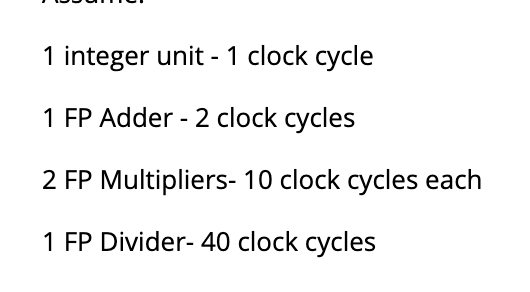 Assume:
1 integer unit - 1 clock cycle
1 FP Adder - 2 clock cycles
2 FP Multipliers- 10 clock cycles each
1 FP Divider- 40 clock cycles